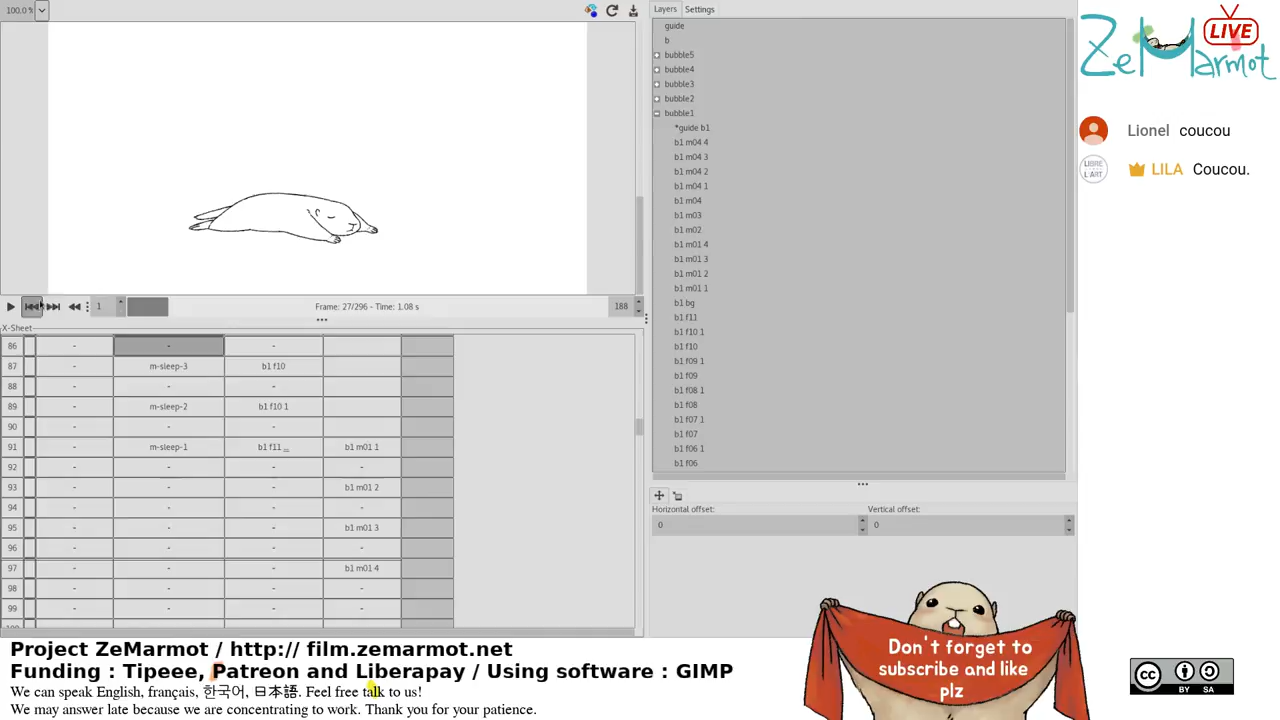 100.0 %
Layers Settings
guide
b
bubble5
bubble4
bubble3
bubble2
bubble1
*guide b1
b1 m04 4
b1 m04 3
b1 m04 2
b1 m04 1
b1 m04
b1 m03
b1 m02
b1 m01 4
b1 m01 3
b1 m01 2
b1 m01 1
b1 bg
b1 f11
b1 f10 1
b1 f10
b1 f09 1
b1 f09
b1 f08 1
b1 f08
b1 f07 1
b1 f07
b1 f06 1
b1 f06
1 Frame: 27/296 - Time: 1.08 s 188
X-Sheet
86 - - -
87 - m-sleep-3 b1 f10
88 - - -
89 - m-sleep-2 b1 f10 1
90 - - -
91 - m-sleep-1 b1 f11 _ b1 m01 1
92 - - - -
93 - - - b1 m01 2
94 - - - -
95 - - - b1 m01 3
96 - - - -
97 - - - b1 m01 4
98 - - - -
99 - - - -
Horizontal offset: Vertical offset:
0 0
ZeMarmot LIVE
Lionel coucou
LIBRE L'ART LILA Coucou.
Don't forget to
subscribe and like
plz
Project ZeMarmot / http:// film.zemarmot.net
Funding : Tipeee, Patreon and Liberapay / Using software : GIMP
We can speak English, français, 한국어, 日本語. Feel free talk to us!
We may answer late because we are concentrating to work. Thank you for your patience.
CC BY SA